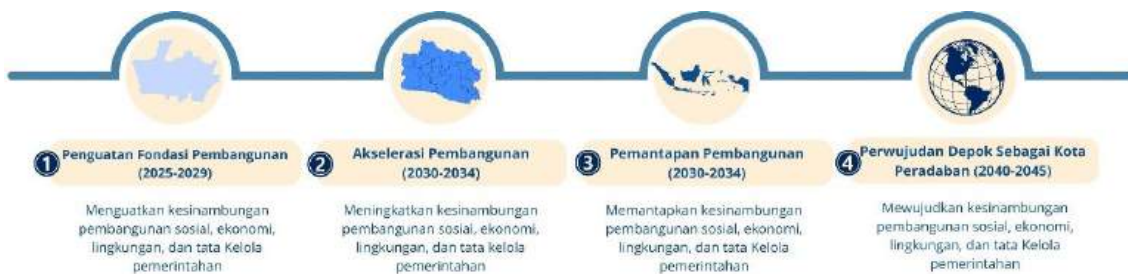 1
Penguatan Fondasi Pembangunan
(2025-2029)
Menguatkan kesinambungan
pembangunan sosial, ekonomi,
lingkungan, dan tata Kelola
pemerintahan
2
Akselerasi Pembangunan
(2030-2034)
Meningkatkan kesinambungan
pembangunan sosial, ekonomi,
lingkungan, dan tata kelola
pemerintahan
3
Pemantapan Pembangunan
(2030-2034)
Memantapkan kesinambungan
pembangunan sosial, ekonomi,
lingkungan, dan tata Kelola
pemerintahan
4
Perwujudan Depok Sebagai Kota
Peradaban (2040-2045)
Mewujudkan kesinambungan
pembangunan sosial, ekonomi,
lingkungan, dan tata Kelola
pemerintahan